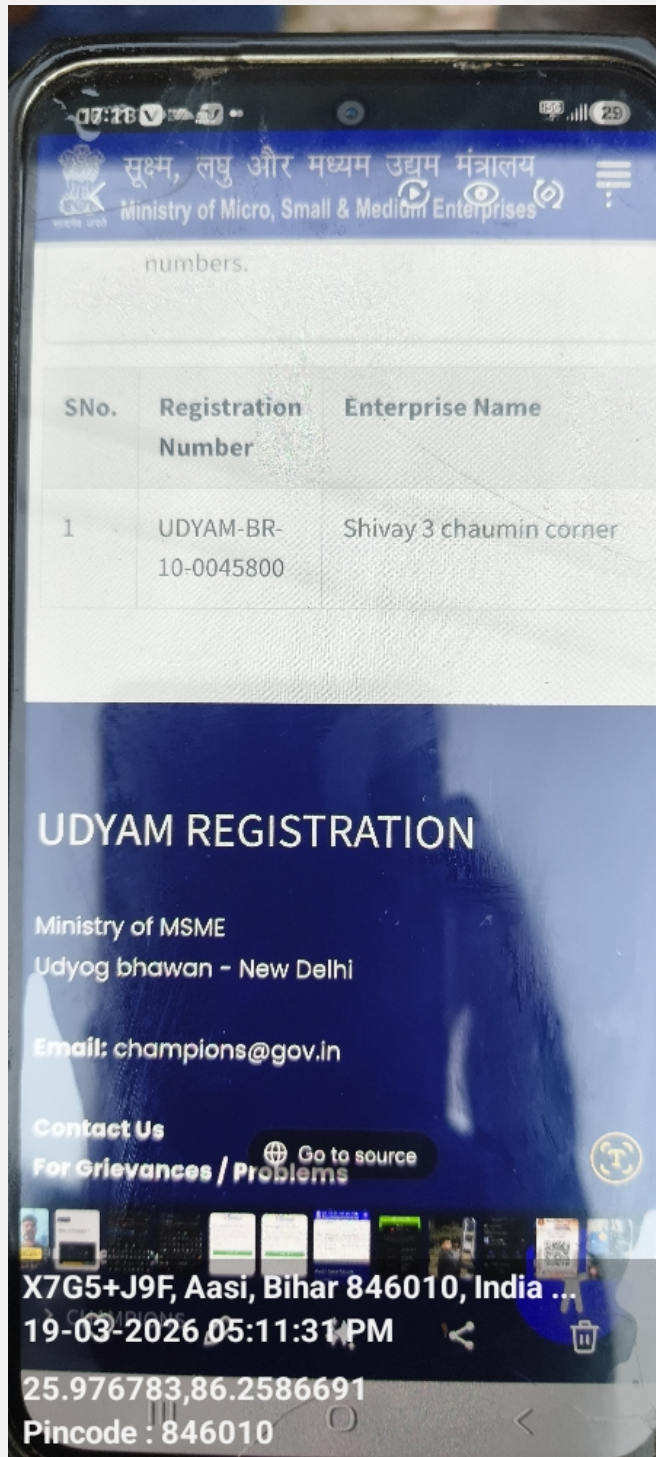 सूक्ष्म, लघु और मध्यम उद्यम मंत्रालय
Ministry of Micro, Small & Medium Enterprises
numbers.
SNo. Registration Number Enterprise Name
1 UDYAM-BR-10-0045800 Shivay 3 chaumin corner
UDYAM REGISTRATION
Ministry of MSME
Udyog bhawan - New Delhi
Email: champions@gov.in
Contact Us
Go to source
For Grievances / Problems
X7G5+J9F, Aasi, Bihar 846010, India ...
CHAMPIONS
19-03-2026 05:11:31 PM
25.976783,86.2586691
Pincode : 846010